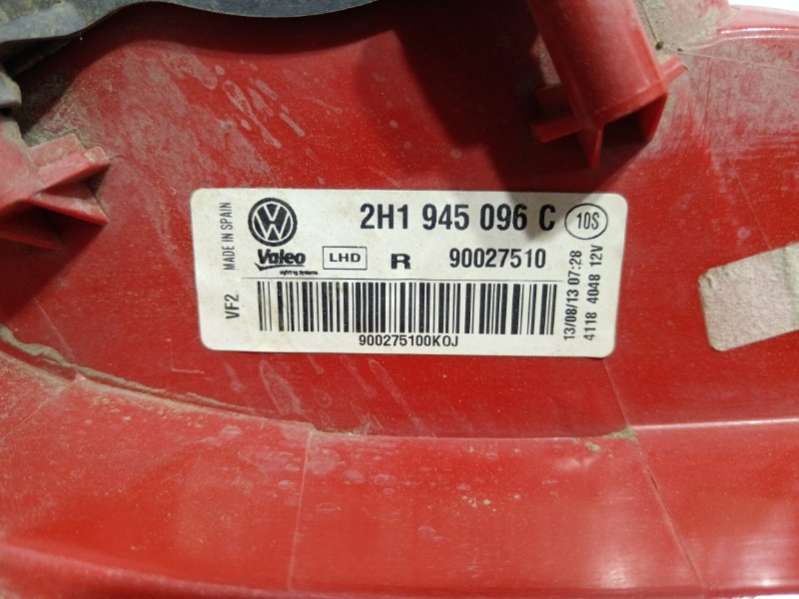 MADE IN SPAIN
VF2
VW
2H1 945 096 C
10S
Valeo
LHD
R
90027510
900275100K0J
13/08/13 07:28
4118 4048 12V